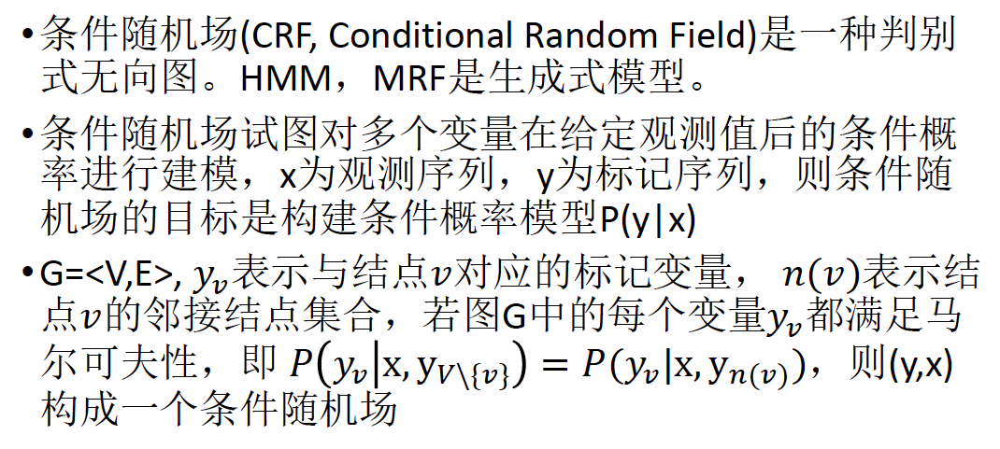 •条件随机场(CRF, Conditional Random Field)是一种判别
式无向图。HMM，MRF是生成式模型。
•条件随机场试图对多个变量在给定观测值后的条件概
率进行建模，x为观测序列，y为标记序列，则条件随
机场的目标是构建条件概率模型P(y|x)
•G=<V,E>, $y_v$表示与结点$v$对应的标记变量， $n(v)$表示结
点$v$的邻接结点集合，若图G中的每个变量$y_v$都满足马
尔可夫性，即 $P(y_v|\mathrm{x}, \mathrm{y}_{V\setminus\{v\}}) = P(y_v|\mathrm{x}, \mathrm{y}_{n(v)})$，则(y,x)
构成一个条件随机场